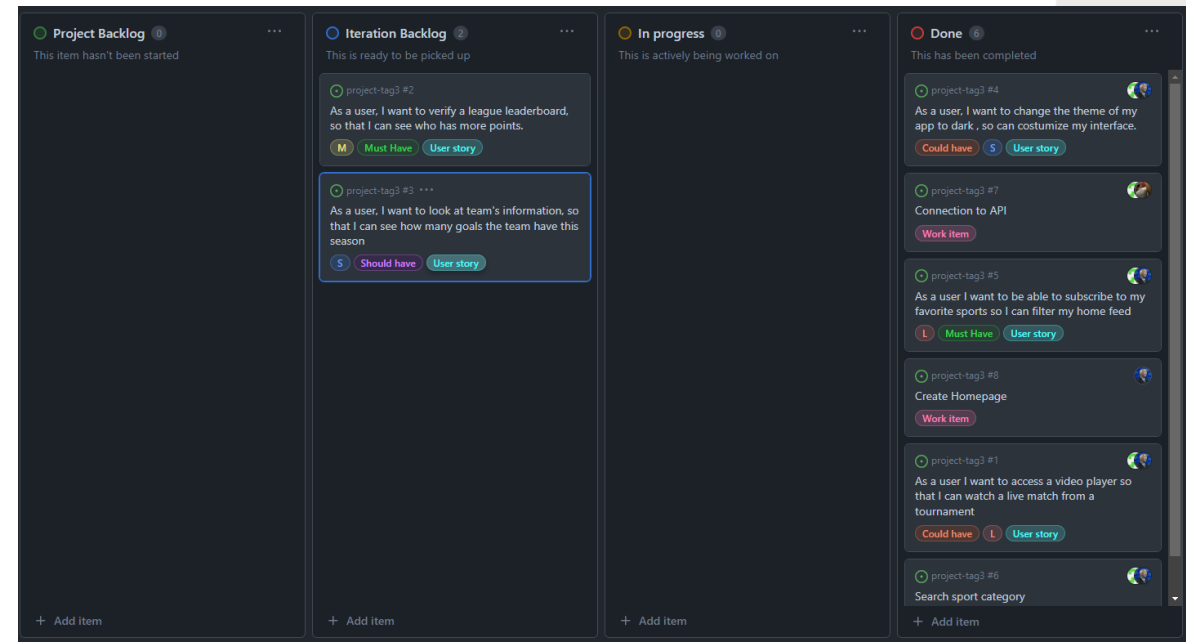 Project Backlog 0
This item hasn't been started
+ Add item
Iteration Backlog 2
This is ready to be picked up
project-tag3 #2
As a user, I want to verify a league leaderboard,
so that I can see who has more points.
M Must Have User story
project-tag3 #3
As a user, I want to look at team's information, so
that I can see how many goals the team have this
season
S Should have User story
+ Add item
In progress 0
This is actively being worked on
+ Add item
Done 6
This has been completed
project-tag3 #4
As a user, I want to change the theme of my
app to dark , so can costumize my interface.
Could have S User story
project-tag3 #7
Connection to API
Work item
project-tag3 #5
As a user I want to be able to subscribe to my
favorite sports so I can filter my home feed
L Must Have User story
project-tag3 #8
Create Homepage
Work item
project-tag3 #1
As a user I want to access a video player so
that I can watch a live match from a
tournament
Could have L User story
project-tag3 #6
Search sport category
+ Add item